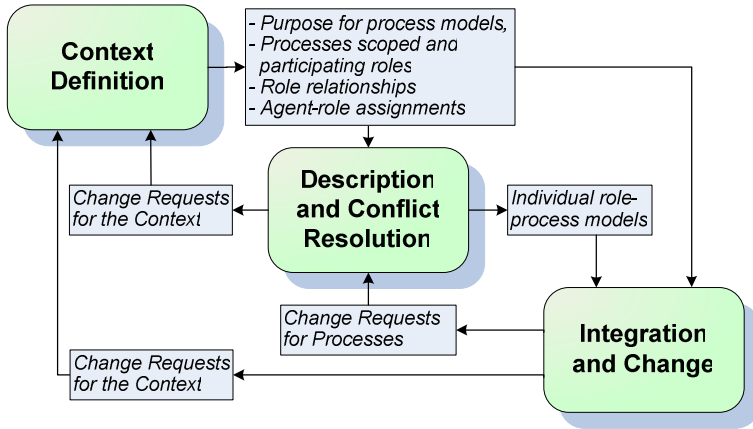 Context
Definition
- Purpose for process models,
- Processes scoped and
participating roles
- Role relationships
- Agent-role assignments
Change Requests
for the Context
Description
and Conflict
Resolution
Individual role-
process models
Change Requests
for Processes
Integration
and Change
Change Requests
for the Context